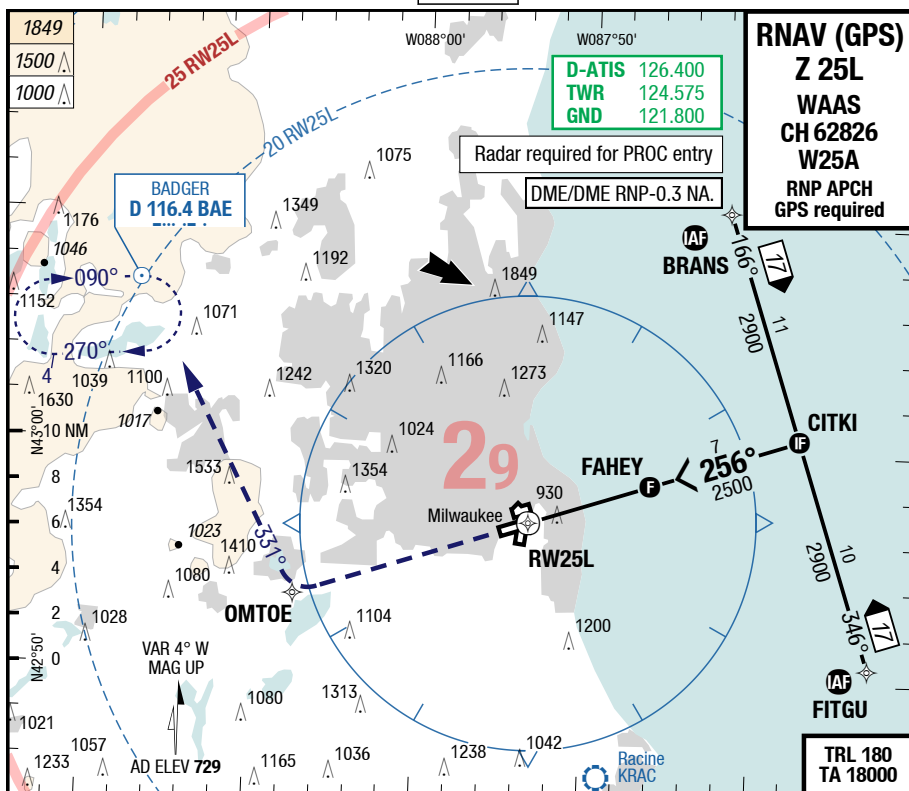 1849
1500
1000
25 RW25L
20 RW25L
W088°00'
W087°50'
D-ATIS 126.400
TWR 124.575
GND 121.800
Radar required for PROC entry
DME/DME RNP-0.3 NA.
RNAV (GPS)
Z 25L
WAAS
CH 62826
W25A
RNP APCH
GPS required
BADGER
D 116.4 BAE
1075
1176
1046
1349
1192
1152
090°
270°
4
1071
1849
1147
IAF
BRANS
166°
17
11
2900
1630
1039
1100
1242
1320
1166
1273
1017
N43°00'
10 NM
8
6
4
2
0
1024
1533
1354
29
930
Milwaukee
RW25L
FAHEY
F
7
< 256°
2500
CITKI
IF
10
2900
346°
17
IAF
FITGU
1354
1023
1410
331°
1080
OMTOE
1028
1104
1200
N42°50'
VAR 4° W
MAG UP
1080
1313
1021
1233
1057
AD ELEV 729
1165
1036
1238
1042
Racine
KRAC
TRL 180
TA 18000